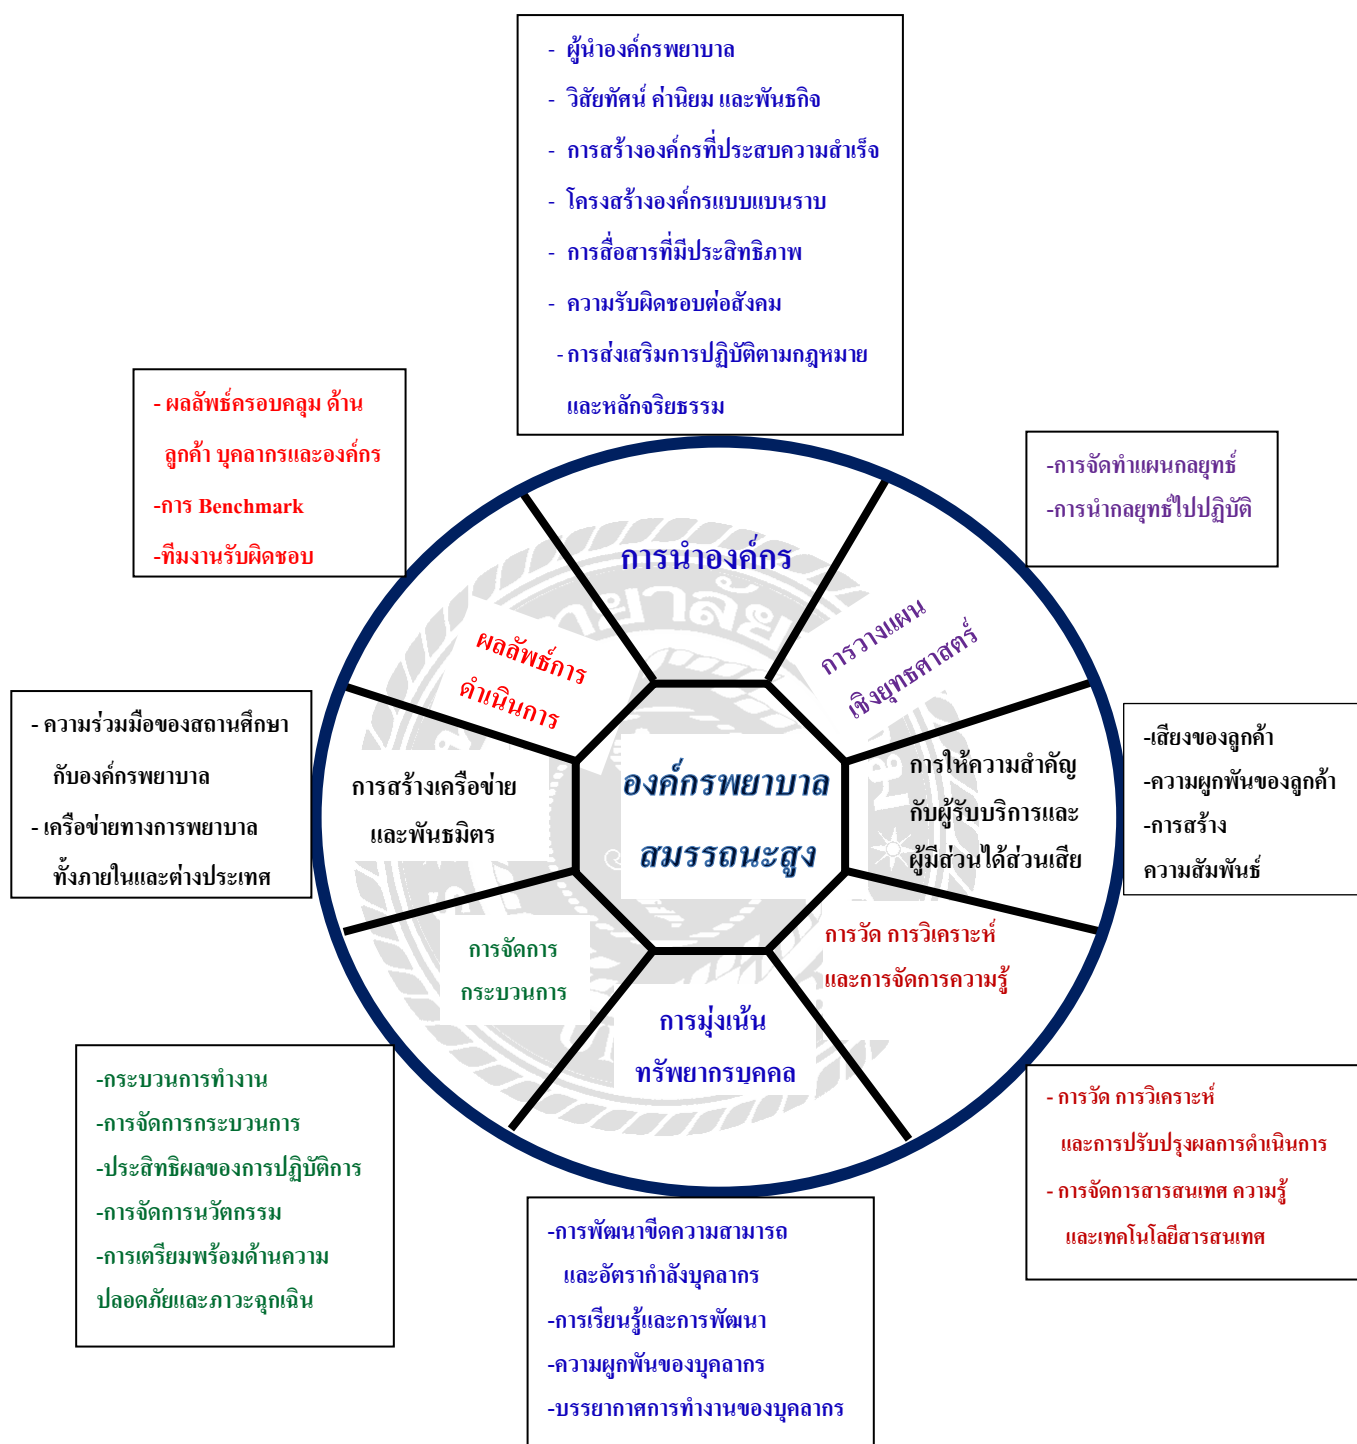 - ผู้นำองค์กรพยาบาล
- วิสัยทัศน์ ค่านิยม และพันธกิจ
- การสร้างองค์กรที่ประสบความสำเร็จ
- โครงสร้างองค์กรแบบแบนราบ
- การสื่อสารที่มีประสิทธิภาพ
- ความรับผิดชอบต่อสังคม
- การส่งเสริมการปฏิบัติตามกฎหมาย
และหลักจริยธรรม
- ผลลัพธ์ครอบคลุม ด้าน
ลูกค้า บุคลากรและองค์กร
-การ Benchmark
-ทีมงานรับผิดชอบ
-การจัดทำแผนกลยุทธ์
-การนำกลยุทธ์ไปปฏิบัติ
การนำองค์กร
ผลลัพธ์การ
ดำเนินการ
การวางแผน
เชิงยุทธศาสตร์
- ความร่วมมือของสถานศึกษา
กับองค์กรพยาบาล
- เครือข่ายทางการพยาบาล
ทั้งภายในและต่างประเทศ
การสร้างเครือข่าย
และพันธมิตร
องค์กรพยาบาล
สมรรถนะสูง
การให้ความสำคัญ
กับผู้รับบริการและ
ผู้มีส่วนได้ส่วนเสีย
-เสียงของลูกค้า
-ความผูกพันของลูกค้า
-การสร้าง
ความสัมพันธ์
การจัดการ
กระบวนการ
การมุ่งเน้น
ทรัพยากรบุคคล
การวัด การวิเคราะห์
และการจัดการความรู้
-กระบวนการทำงาน
-การจัดการกระบวนการ
-ประสิทธิผลของการปฏิบัติการ
-การจัดการนวัตกรรม
-การเตรียมพร้อมด้านความ
ปลอดภัยและภาวะฉุกเฉิน
- การวัด การวิเคราะห์
และการปรับปรุงผลการดำเนินการ
- การจัดการสารสนเทศ ความรู้
และเทคโนโลยีสารสนเทศ
-การพัฒนาขีดความสามารถ
และอัตรากำลังบุคลากร
-การเรียนรู้และการพัฒนา
-ความผูกพันของบุคลากร
-บรรยากาศการทำงานของบุคลากร